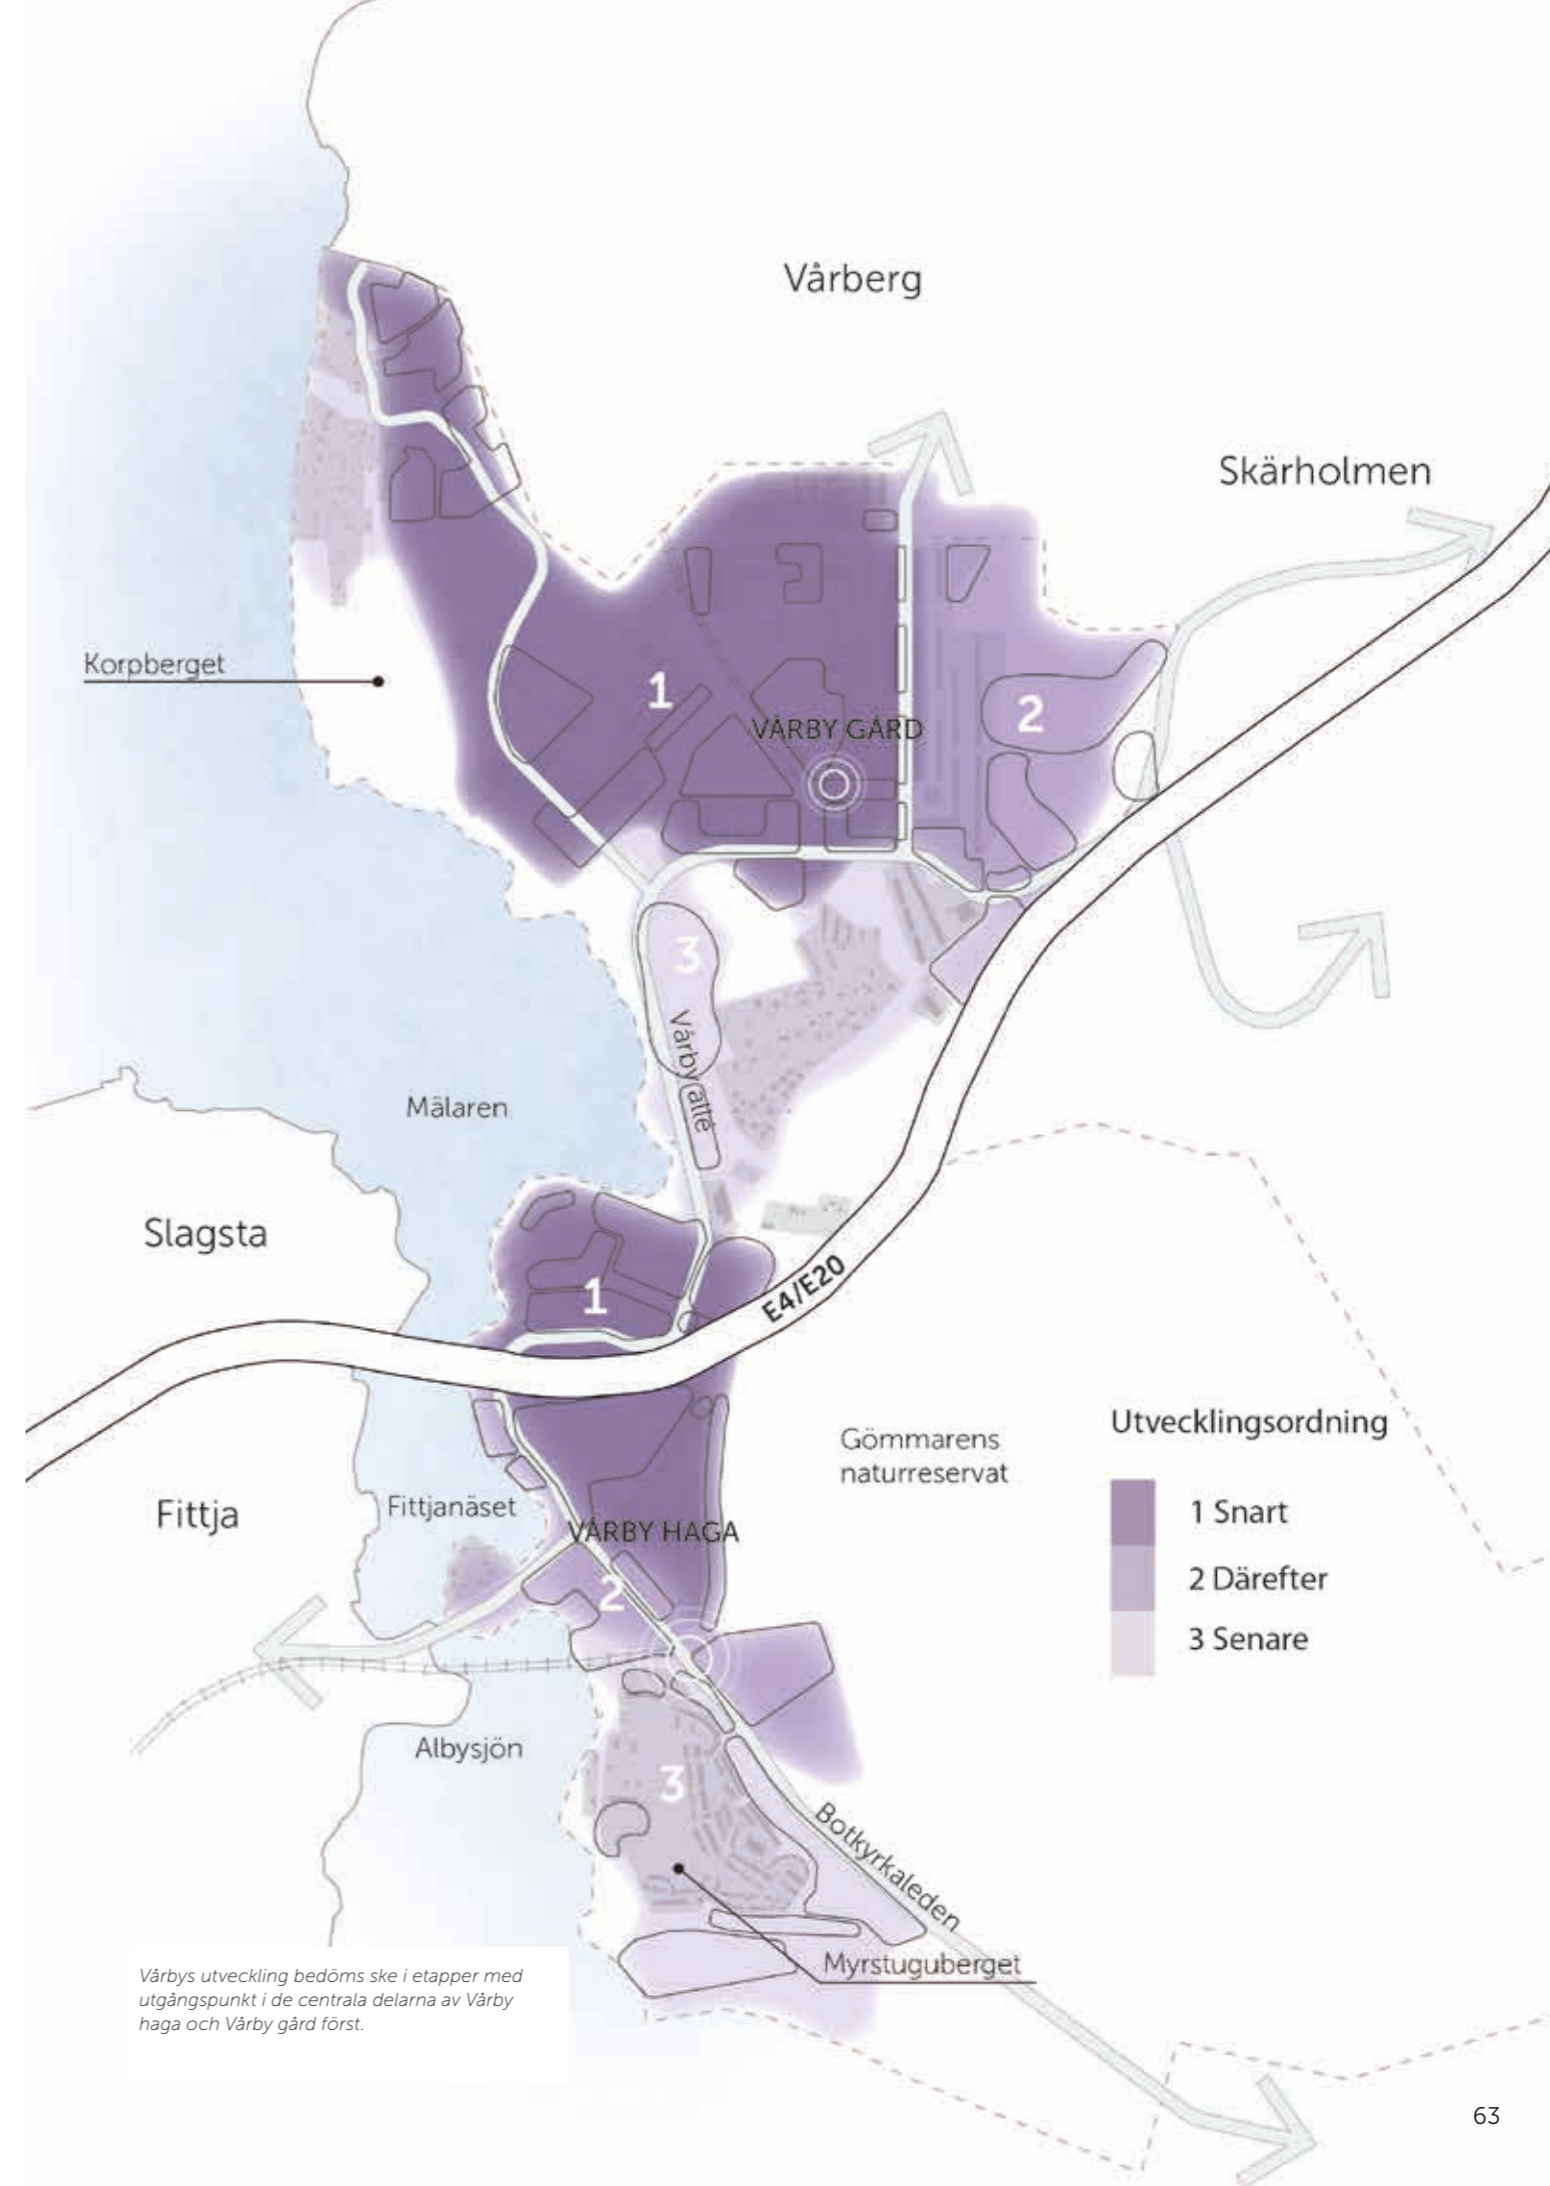 Vårberg
Skärholmen
Korpberget
1
2
VÅRBY GÅRD
3
Vårby allé
Mälaren
Slagsta
1
E4/E20
Gömmarens
naturreservat
Utvecklingsordning
1 Snart
2 Därefter
3 Senare
Fittja
Fittjanäset
VÅRBY HAGA
2
Albysjön
3
Botkyrkaleden
Myrstuguberget
Vårbys utveckling bedöms ske i etapper med
utgångspunkt i de centrala delarna av Vårby
haga och Vårby gård först.
63